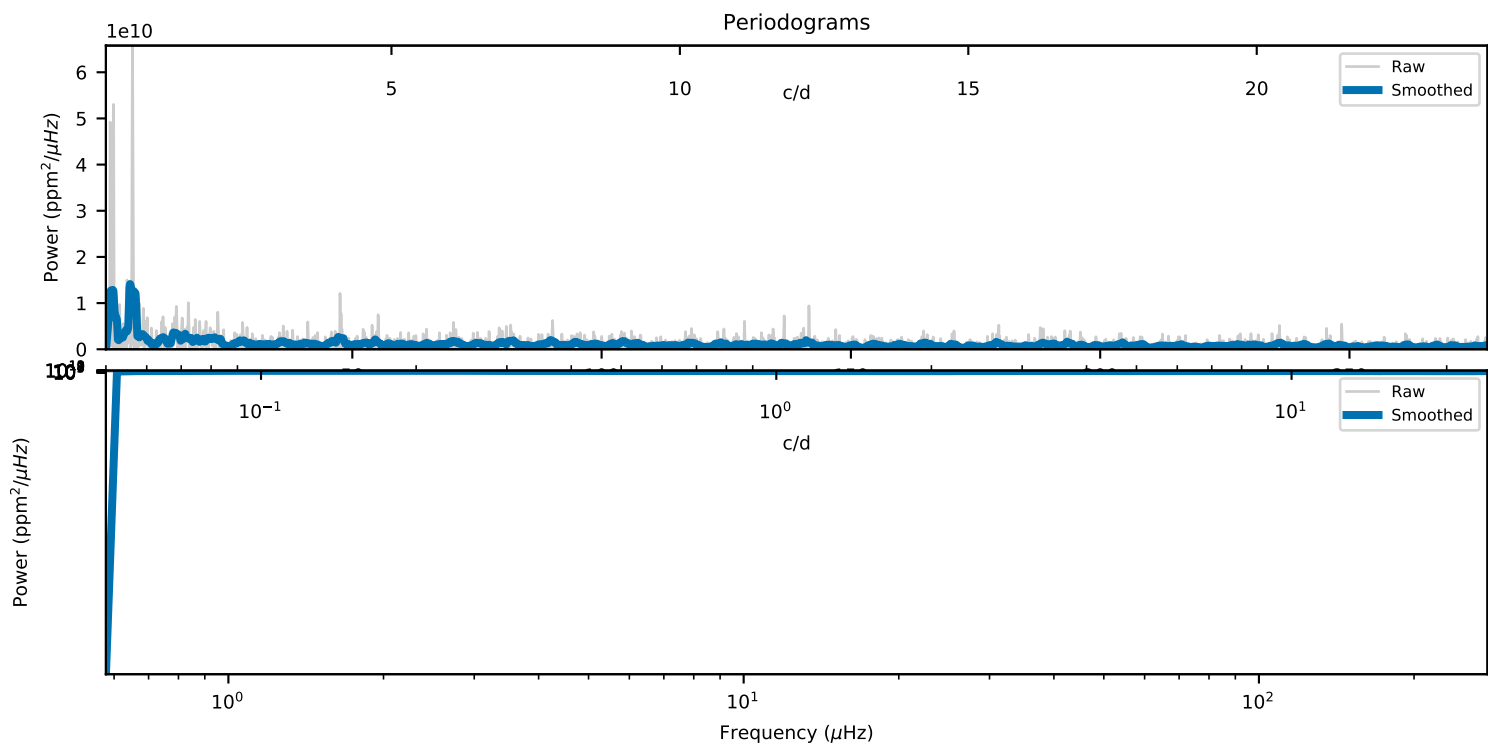 Periodograms
1e10
Power (ppm²/μHz)
6
5
4
3
2
1
0
5
10
15
20
c/d
Raw
Smoothed
Power (ppm²/μHz)
10⁻¹
10⁰
10¹
c/d
Raw
Smoothed
10⁰
10¹
10²
Frequency (μHz)